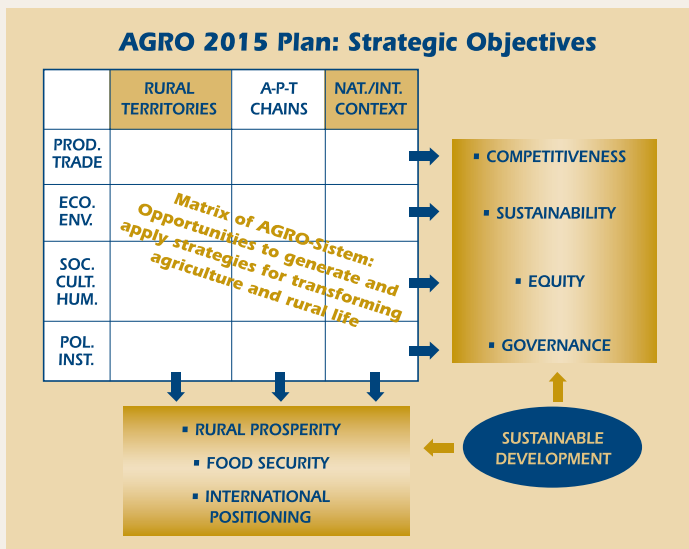 AGRO 2015 Plan: Strategic Objectives
RURAL
TERRITORIES
A-P-T
CHAINS
NAT./INT.
CONTEXT
PROD.
TRADE
ECO.
ENV.
SOC.
CULT.
HUM.
POL.
INST.
Matrix of AGRO-Sistem:
Opportunities to generate and
apply strategies for transforming
agriculture and rural life
▪ COMPETITIVENESS
▪ SUSTAINABILITY
▪ EQUITY
▪ GOVERNANCE
▪ RURAL PROSPERITY
▪ FOOD SECURITY
▪ INTERNATIONAL
POSITIONING
SUSTAINABLE
DEVELOPMENT